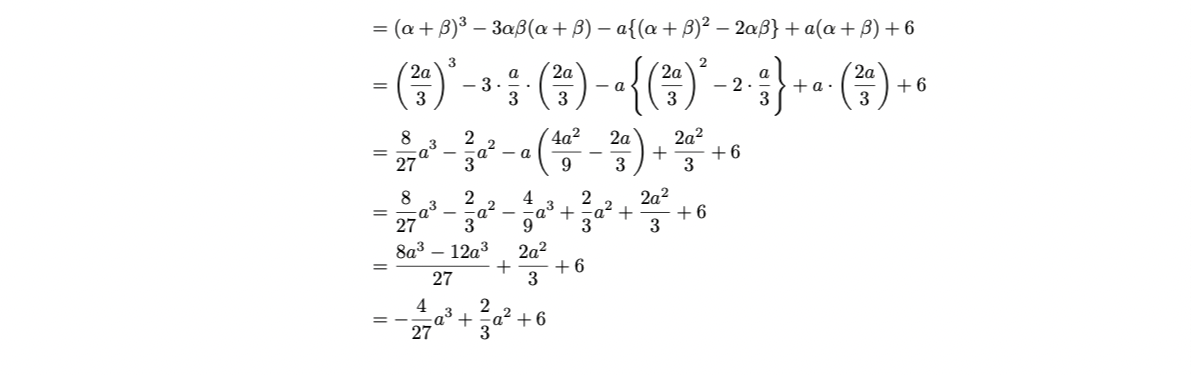 = (α + β)³ − 3αβ(α + β) − a{(α + β)² − 2αβ} + a(α + β) + 6
= (2a/3)³ − 3 · a/3 · (2a/3) − a{(2a/3)² − 2 · a/3} + a · (2a/3) + 6
= 8/27 a³ − 2/3 a² − a(4a²/9 − 2a/3) + 2a²/3 + 6
= 8/27 a³ − 2/3 a² − 4/9 a³ + 2/3 a² + 2a²/3 + 6
= (8a³ − 12a³)/27 + 2a²/3 + 6
= −4/27 a³ + 2/3 a² + 6